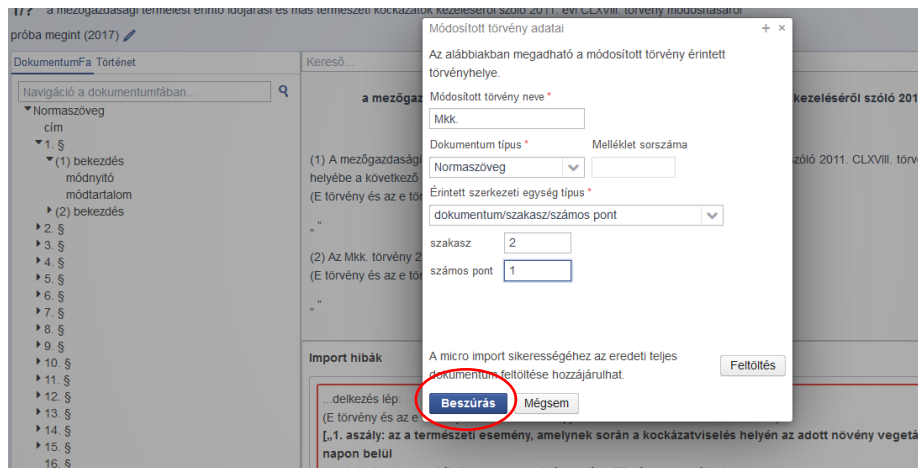 1/? a mezőgazdasági termelést érintő időjárási és más természeti kockázatok kezeléséről szóló 2011. évi CLXVIII. törvény módosításáról
próba megint (2017)
DokumentumFa Történet
Navigáció a dokumentumfában...
Normaszöveg
cím
1. §
(1) bekezdés
módnyitó
módtartalom
(2) bekezdés
2. §
3. §
4. §
5. §
6. §
7. §
8. §
9. §
10. §
11. §
12. §
13. §
14. §
15. §
16. §
Kereső...
a mezőgaz
kezeléséről szóló 201
(1) A mezőgazdasági
szóló 2011. CLXVIII. törv
helyébe a következő
(E törvény és az e tör
„ ”
(2) Az Mkk. törvény 2
(E törvény és az e tör
„ ”
Import hibák
...delkezés lép:
(E törvény és az e
[„1. aszály: az a természeti esemény, amelynek során a kockázatviselés helyén az adott növény vegetá
napon belül
Módosított törvény adatai + ×
Az alábbiakban megadható a módosított törvény érintett
törvényhelye.
Módosított törvény neve *
Mkk.
Dokumentum típus * Melléklet sorszáma
Normaszöveg
Érintett szerkezeti egység típus *
dokumentum/szakasz/számos pont
szakasz 2
számos pont 1
A micro import sikerességéhez az eredeti teljes
dokumentum feltöltése hozzájárulhat.
Feltöltés
Beszúrás Mégsem